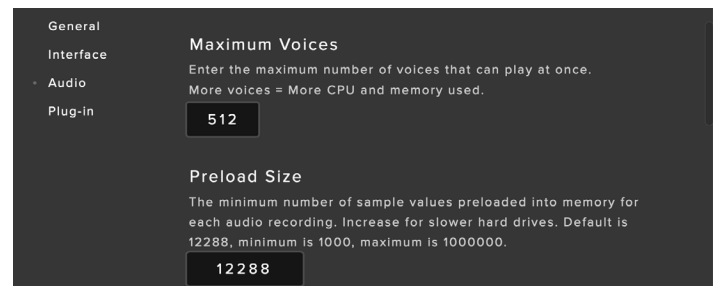 General
Interface
Audio
Plug-in
Maximum Voices
Enter the maximum number of voices that can play at once.
More voices = More CPU and memory used.
512
Preload Size
The minimum number of sample values preloaded into memory for
each audio recording. Increase for slower hard drives. Default is
12288, minimum is 1000, maximum is 1000000.
12288